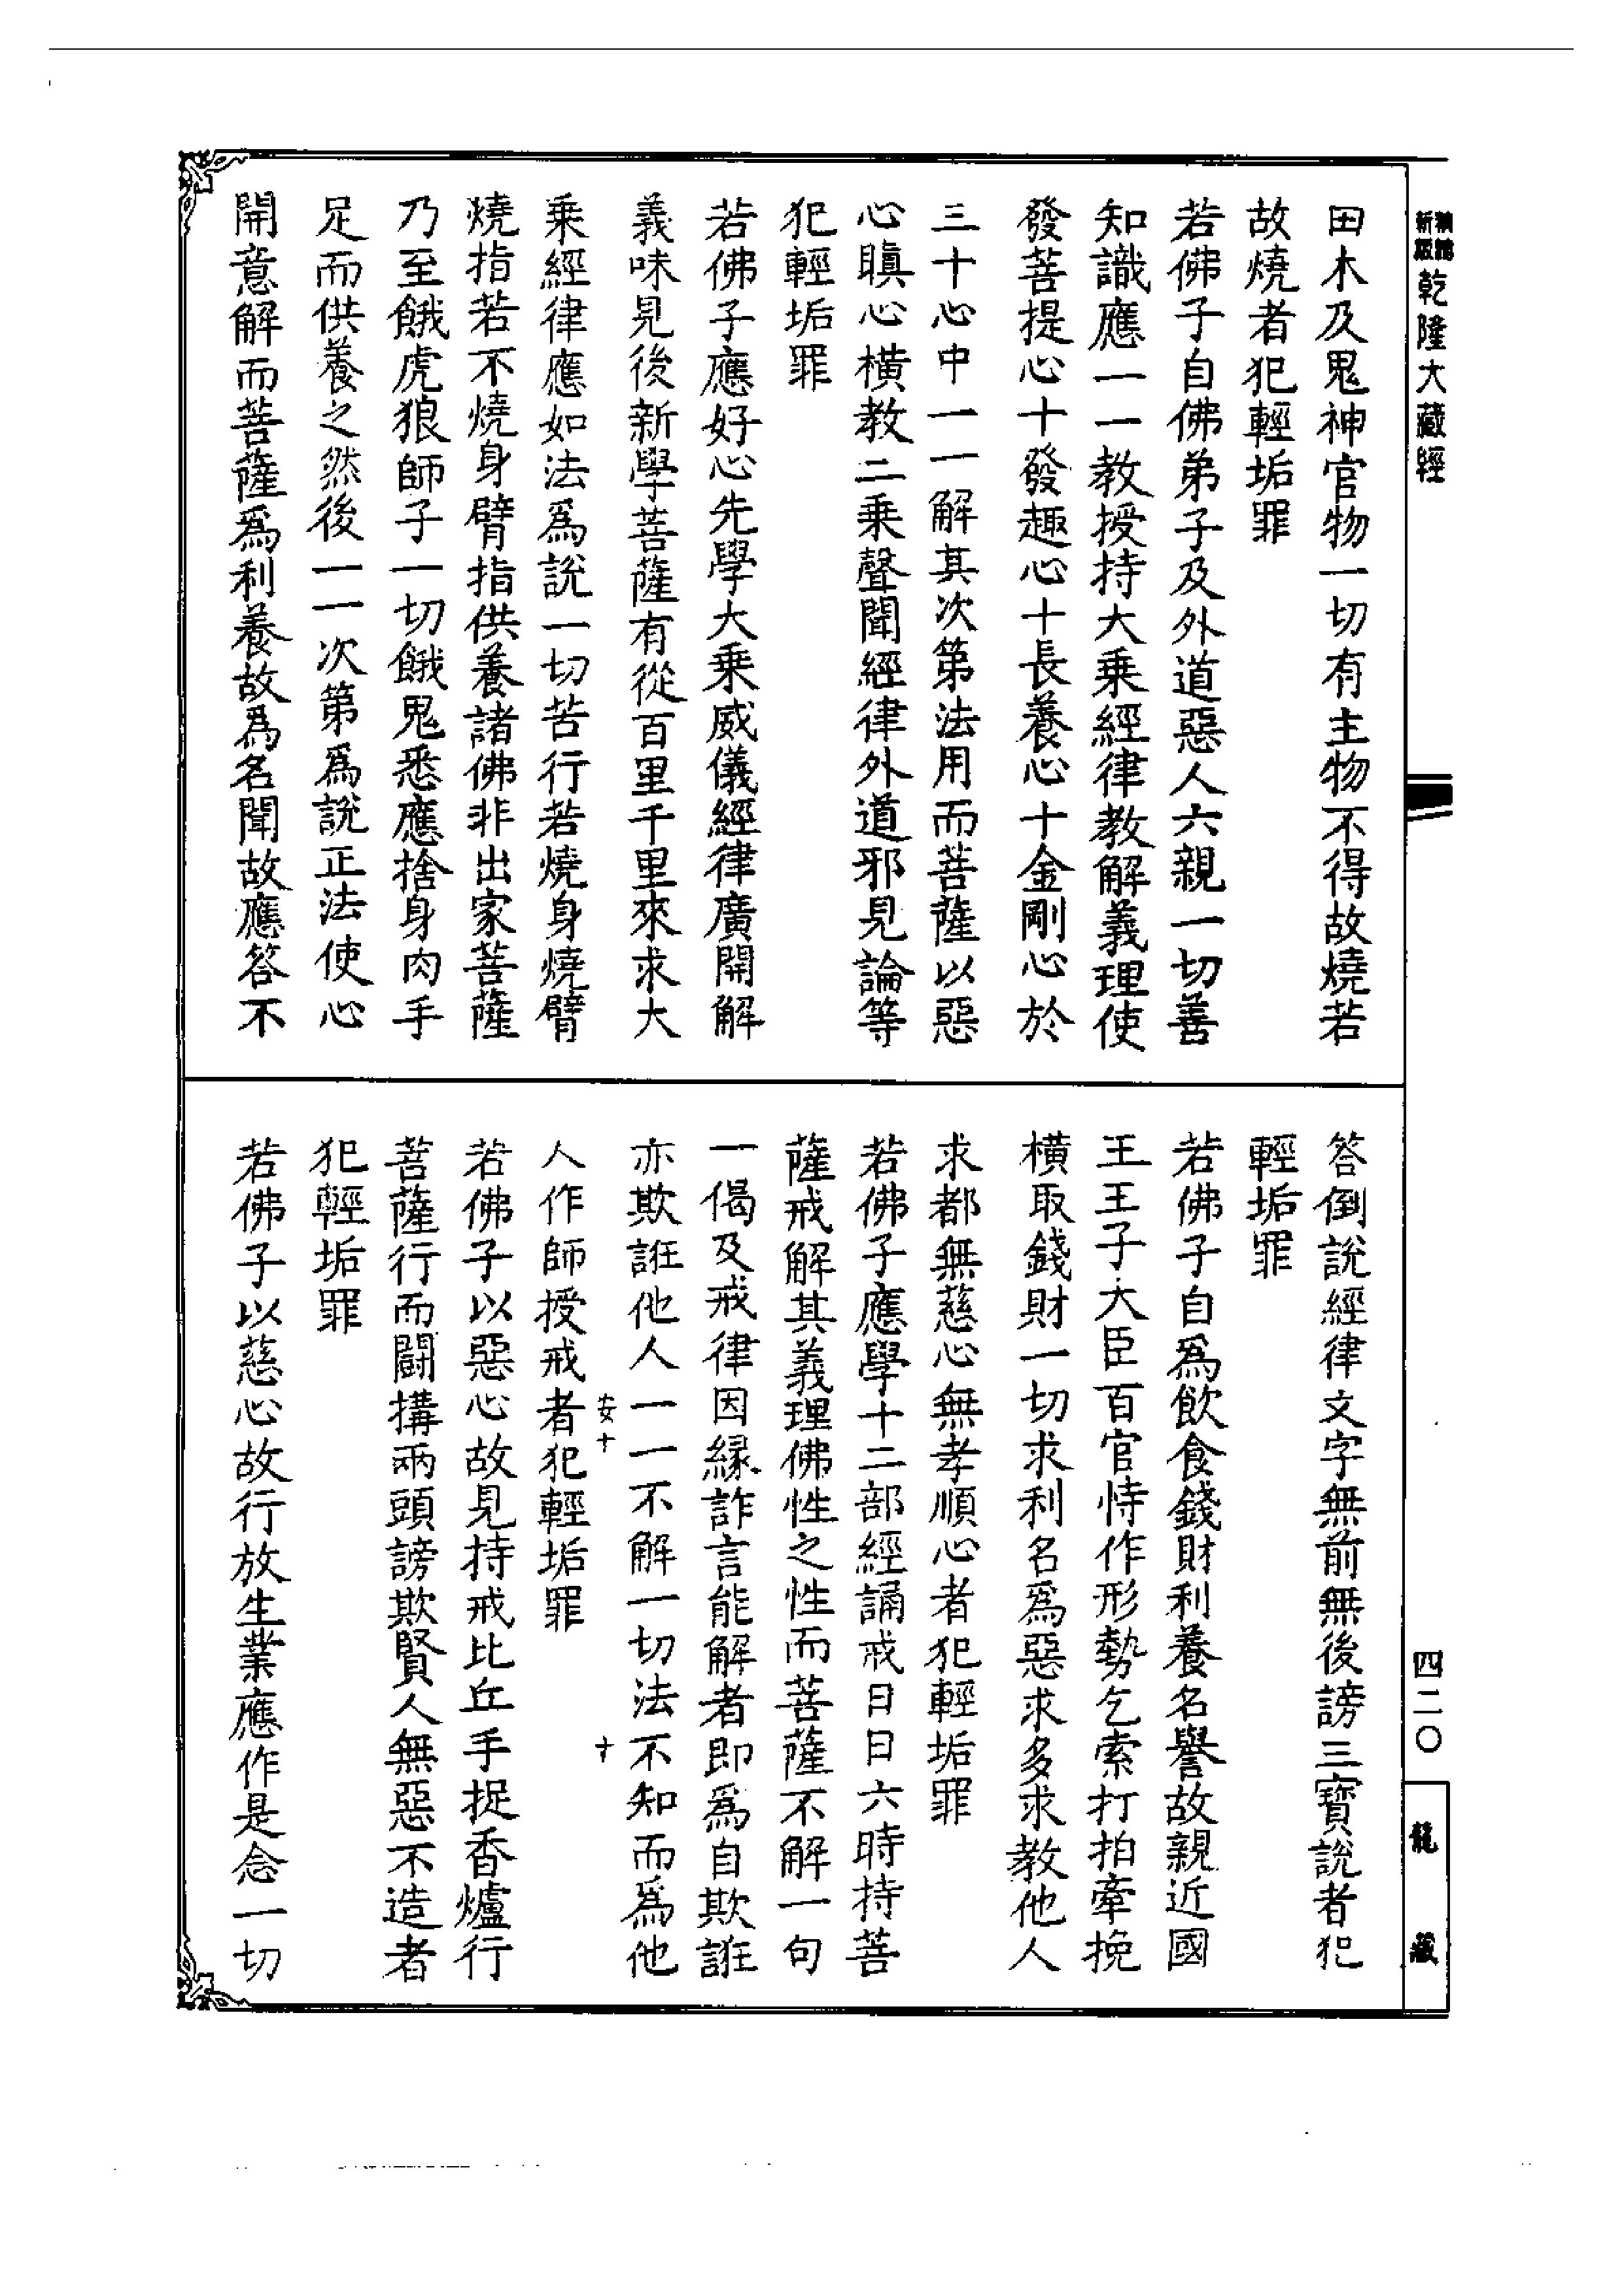 新版
乾隆大藏經
田木及鬼神官物一切有主物不得故燒若
故燒者犯輕垢罪
若佛子自佛弟子及外道惡人六親一切善
知識應一一教授持大乘經律教解義理使
發菩提心十發趣心十長養心十金剛心於
三十心中一一解其次第法用而菩薩以惡
心瞋心橫教二乘聲聞經律外道邪見論等
犯輕垢罪
若佛子應好心先學大乘威儀經律廣開解
義味見後新學菩薩有從百里千里來求大
乘經律應如法爲說一切苦行若燒身燒臂
燒指若不燒身臂指供養諸佛非出家菩薩
乃至餓虎狼師子一切餓鬼悉應捨身肉手
足而供養之然後一一次第爲說正法使心
開意解而菩薩爲利養故爲名聞故應答不
答倒說經律文字無前無後謗三寶說者犯
輕垢罪
若佛子自爲飲食錢財利養名譽故親近國
王王子大臣百官恃作形勢乞索打拍牽挽
橫取錢財一切求利名爲惡求多求教他人
求都無慈心無孝順心者犯輕垢罪
若佛子應學十二部經誦戒日日六時持菩
薩戒解其義理佛性之性而菩薩不解一句
一偈及戒律因緣詐言能解者即爲自欺誑
亦欺誑他人一一不解一切法不知而爲他
安十
十
人作師授戒者犯輕垢罪
若佛子以惡心故見持戒比丘手捉香爐行
菩薩行而鬪搆兩頭謗欺賢人無惡不造者
犯輕垢罪
若佛子以慈心故行放生業應作是念一切
四二〇
龍藏